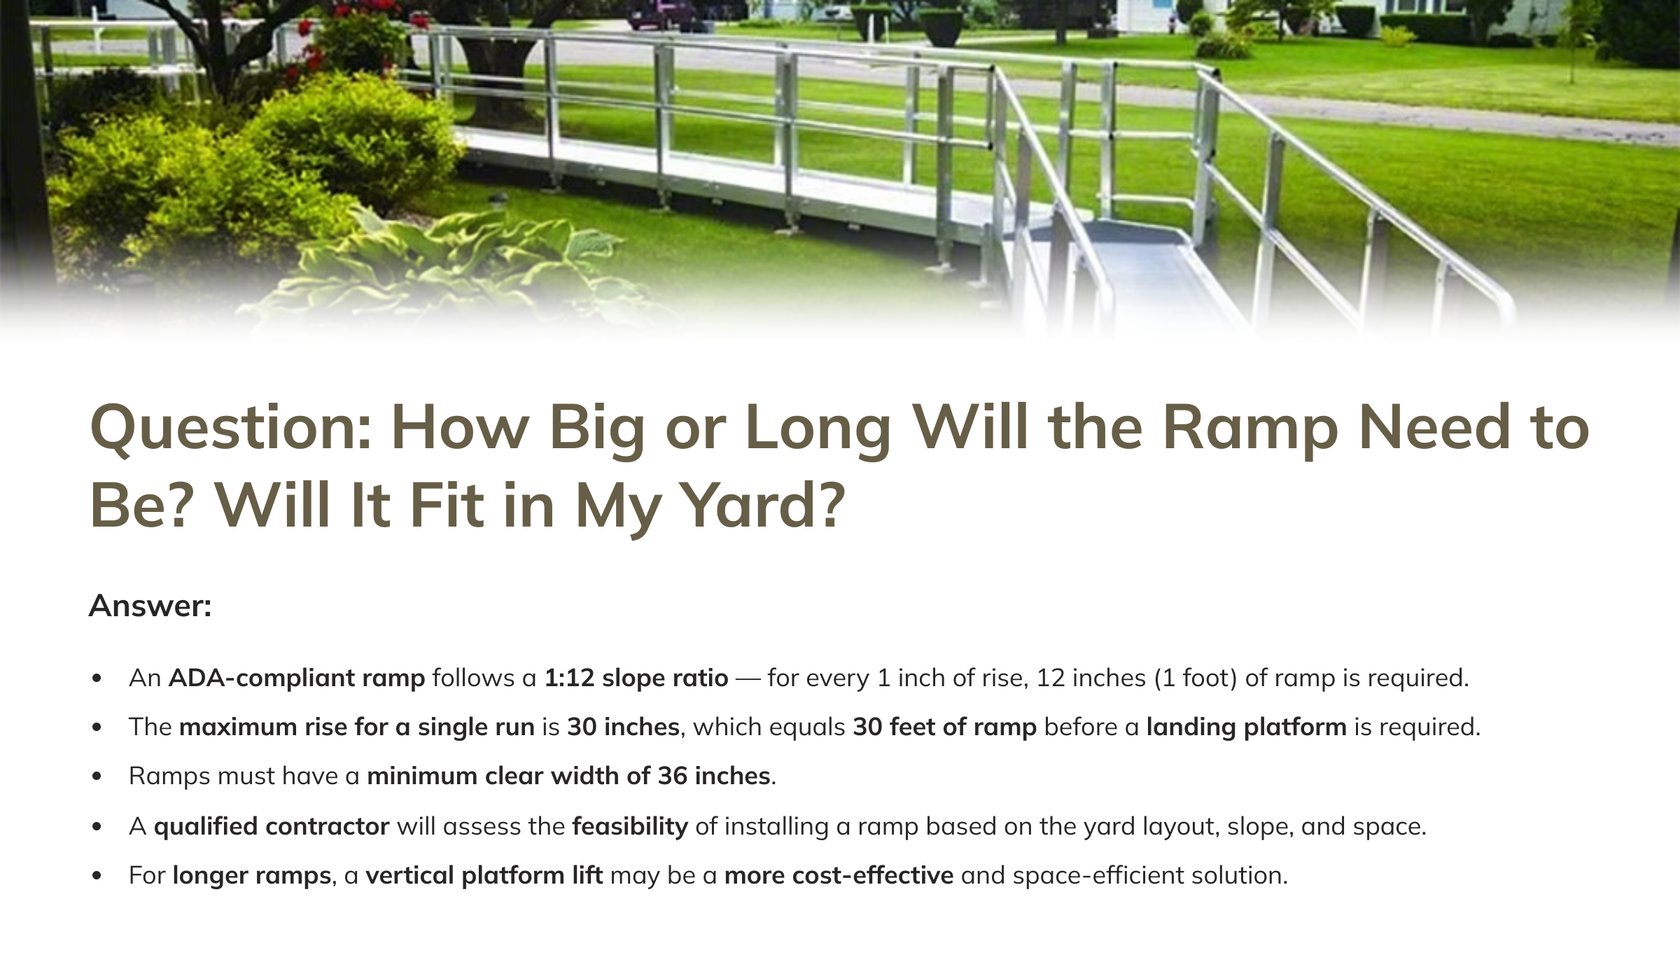 Question: How Big or Long Will the Ramp Need to
Be? Will It Fit in My Yard?
Answer:
• An ADA-compliant ramp follows a 1:12 slope ratio — for every 1 inch of rise, 12 inches (1 foot) of ramp is required.
• The maximum rise for a single run is 30 inches, which equals 30 feet of ramp before a landing platform is required.
• Ramps must have a minimum clear width of 36 inches.
• A qualified contractor will assess the feasibility of installing a ramp based on the yard layout, slope, and space.
• For longer ramps, a vertical platform lift may be a more cost-effective and space-efficient solution.